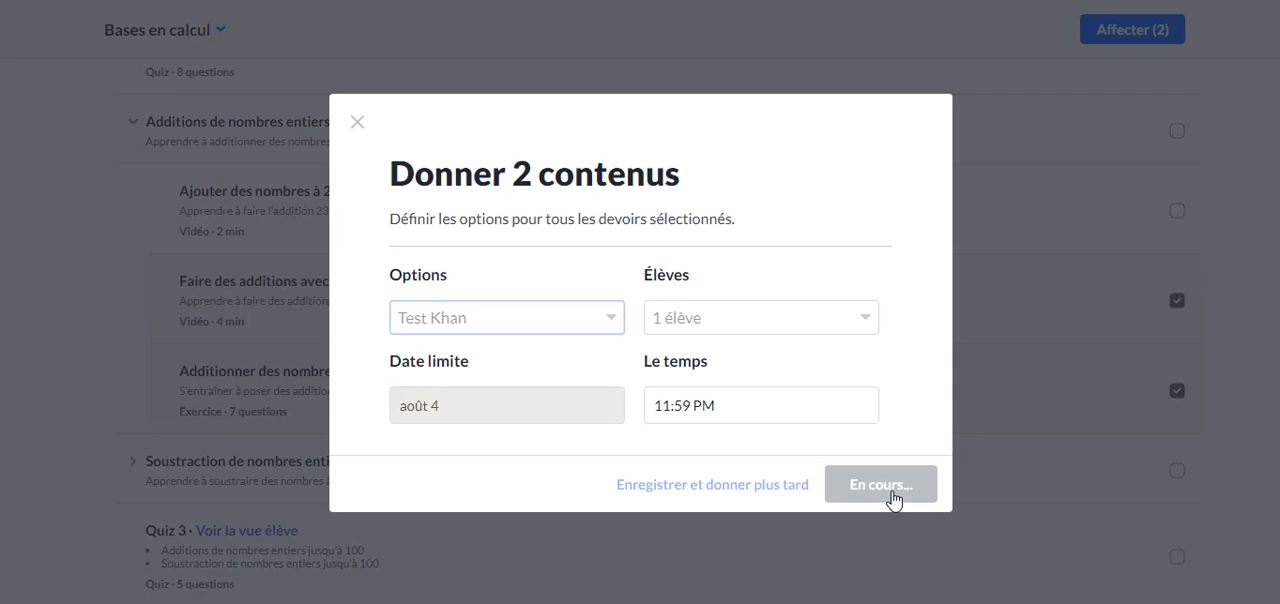 Bases en calcul
Affecter (2)
Quiz · 8 questions
Additions de nombres entiers
Apprendre à additionner des nombres
Ajouter des nombres à 2
Apprendre à faire l'addition 23
Vidéo · 2 min
Faire des additions avec
Apprendre à faire des addition
Vidéo · 4 min
Additionner des nombre
S'entraîner à poser des addition
Exercice · 7 questions
Soustraction de nombres enti
Apprendre à soustraire des nombres à
Quiz 3 · Voir la vue élève
• Additions de nombres entiers jusqu'à 100
• Soustraction de nombres entiers jusqu'à 100
Quiz · 5 questions
Donner 2 contenus
Définir les options pour tous les devoirs sélectionnés.
Options
Élèves
Test Khan
1 élève
Date limite
Le temps
août 4
11:59 PM
Enregistrer et donner plus tard
En cours...